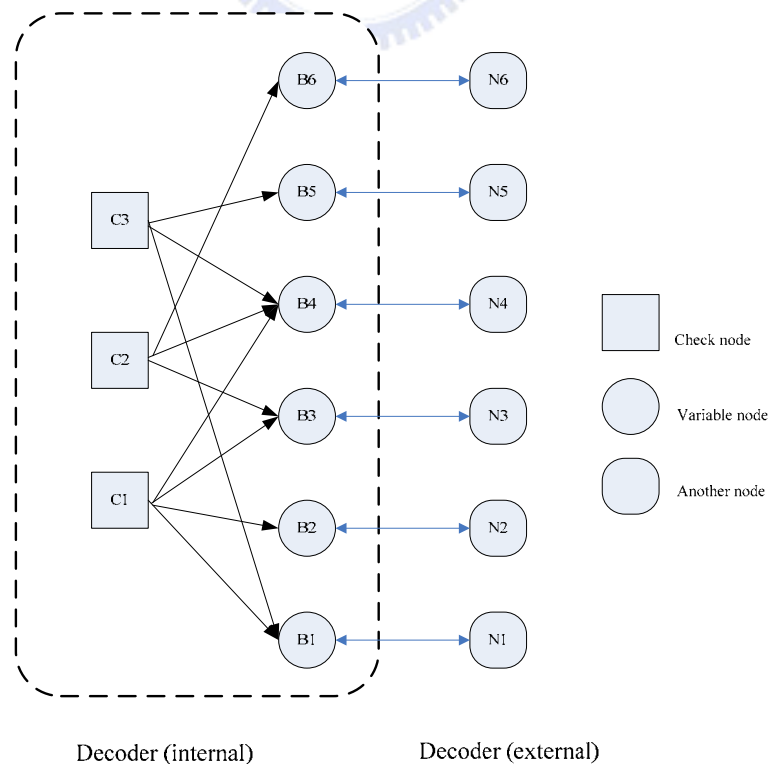 B6
N6
B5
N5
C3
B4
N4
Check node
C2
B3
N3
Variable node
C1
Another node
B2
N2
B1
N1
Decoder (internal)
Decoder (external)